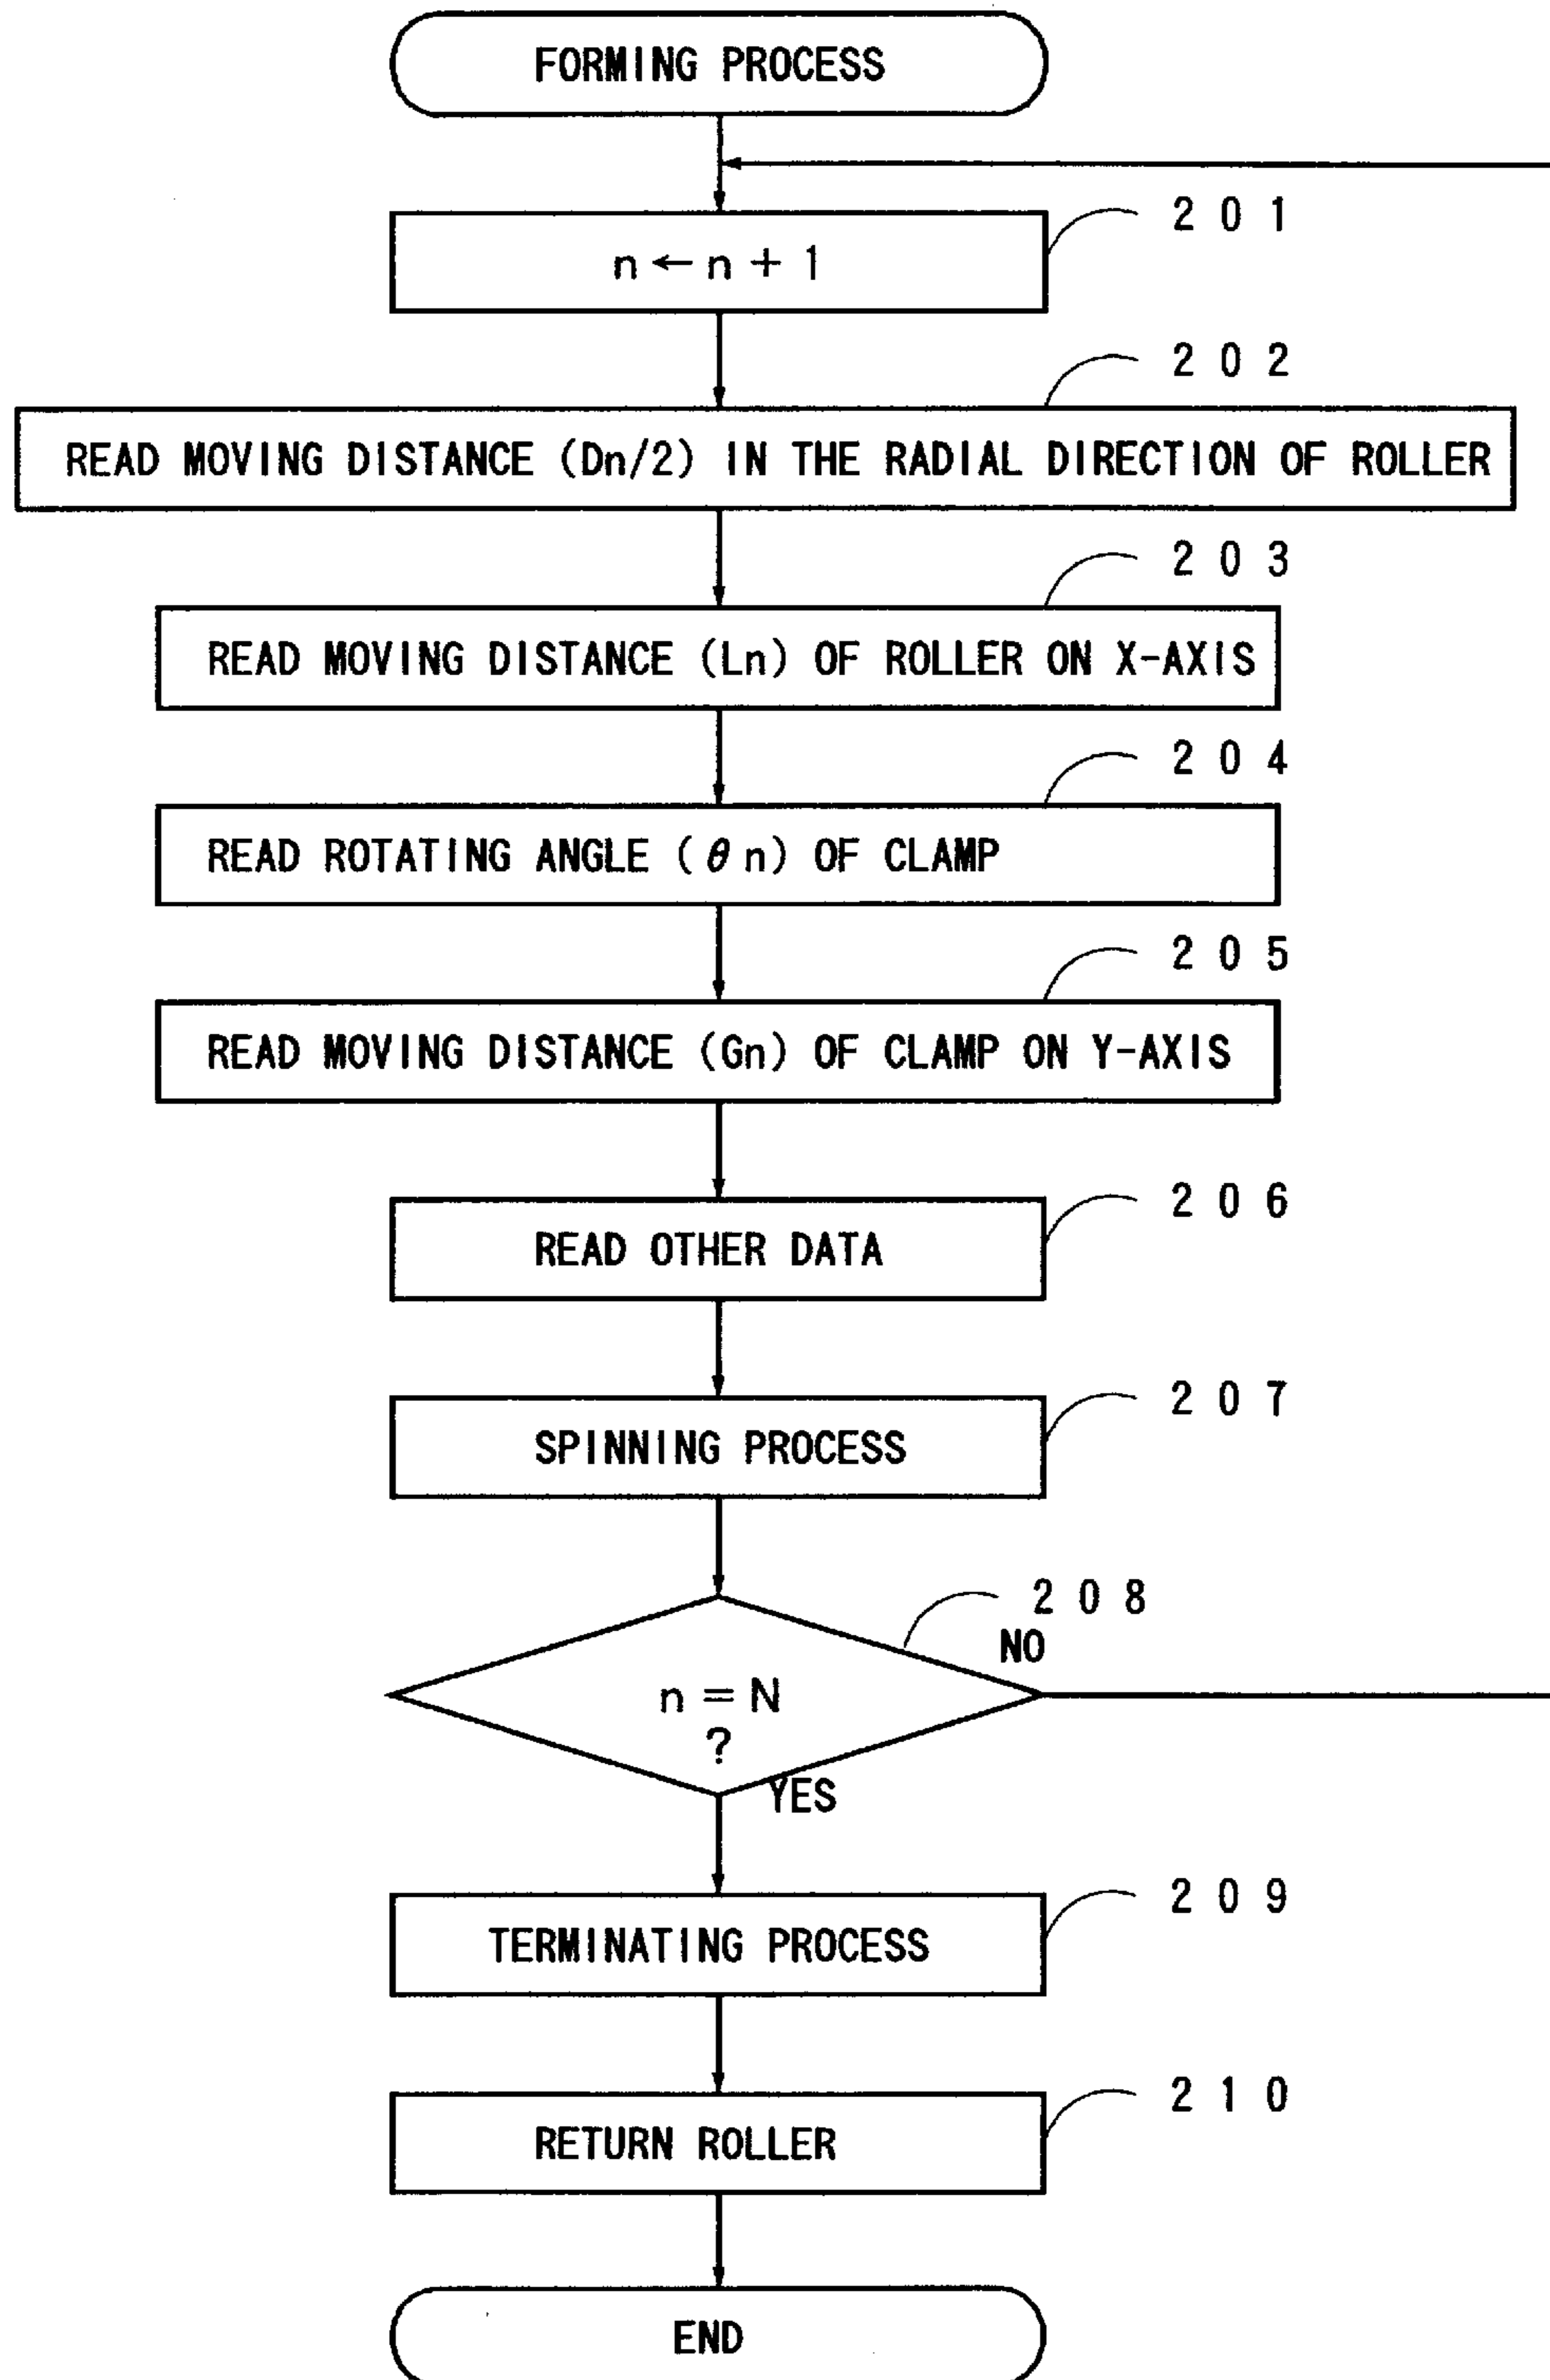 FORMING PROCESS
2 0 1
n ← n + 1
2 0 2
READ MOVING DISTANCE (Dn/2) IN THE RADIAL DIRECTION OF ROLLER
2 0 3
READ MOVING DISTANCE (Ln) OF ROLLER ON X-AXIS
2 0 4
READ ROTATING ANGLE (θn) OF CLAMP
2 0 5
READ MOVING DISTANCE (Gn) OF CLAMP ON Y-AXIS
2 0 6
READ OTHER DATA
2 0 7
SPINNING PROCESS
2 0 8
NO
n = N
?
YES
2 0 9
TERMINATING PROCESS
2 1 0
RETURN ROLLER
END